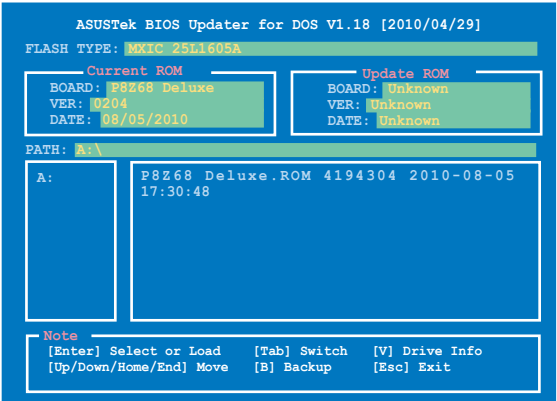 ASUSTek BIOS Updater for DOS V1.18 [2010/04/29]
FLASH TYPE: MXIC 25L1605A
Current ROM
BOARD: P8Z68 Deluxe
VER: 0204
DATE: 08/05/2010
Update ROM
BOARD: Unknown
VER: Unknown
DATE: Unknown
PATH: A:\
A:
P8Z68 Deluxe.ROM 4194304 2010-08-05
17:30:48
Note
[Enter] Select or Load [Tab] Switch [V] Drive Info
[Up/Down/Home/End] Move [B] Backup [Esc] Exit